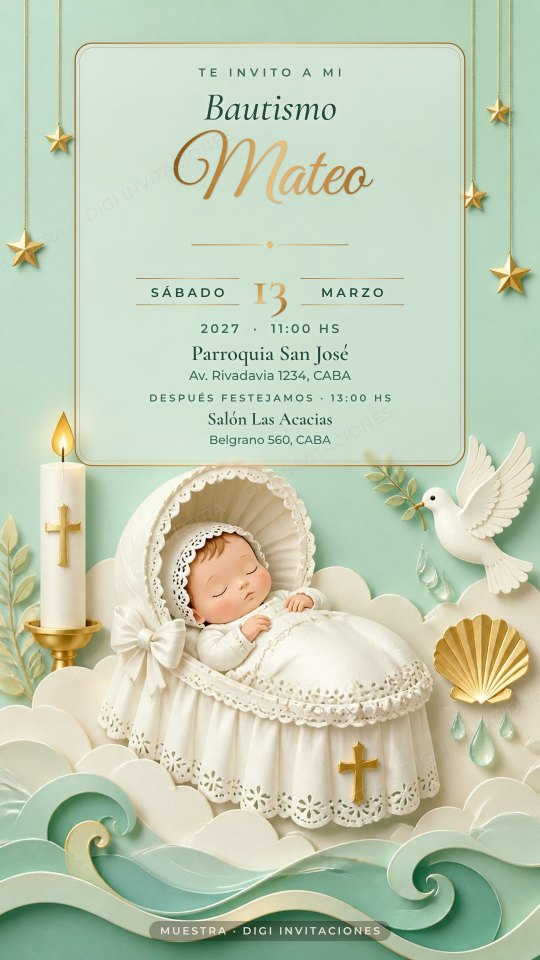 TE INVITO A MI
Bautismo
Mateo
SÁBADO 13 MARZO
2027 · 11:00 HS
Parroquia San José
Av. Rivadavia 1234, CABA
DESPUÉS FESTEJAMOS · 13:00 HS
Salón Las Acacias
Belgrano 560, CABA
MUESTRA · DIGI INVITACIONES